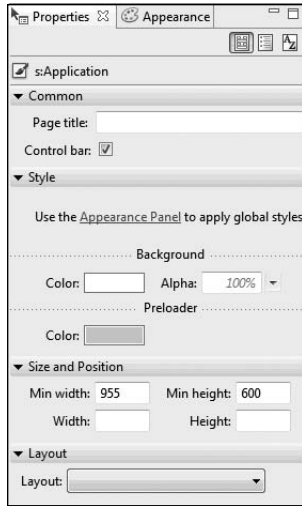 Properties Appearance
s:Application
Common
Page title:
Control bar:
Style
Use the Appearance Panel to apply global styles
Background
Color: Alpha: 100%
Preloader
Color:
Size and Position
Min width: 955 Min height: 600
Width: Height:
Layout
Layout: